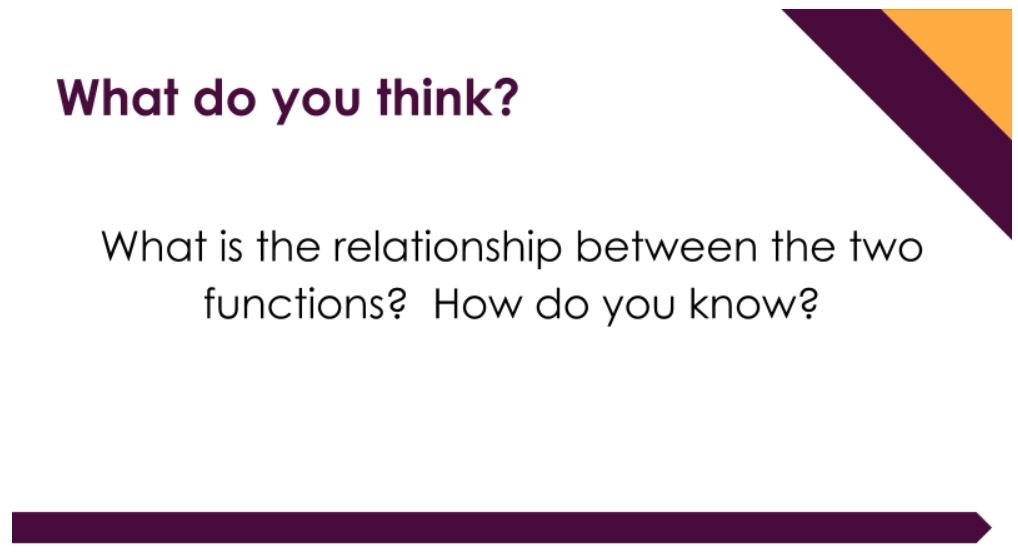 What do you think?
What is the relationship between the two
functions?  How do you know?